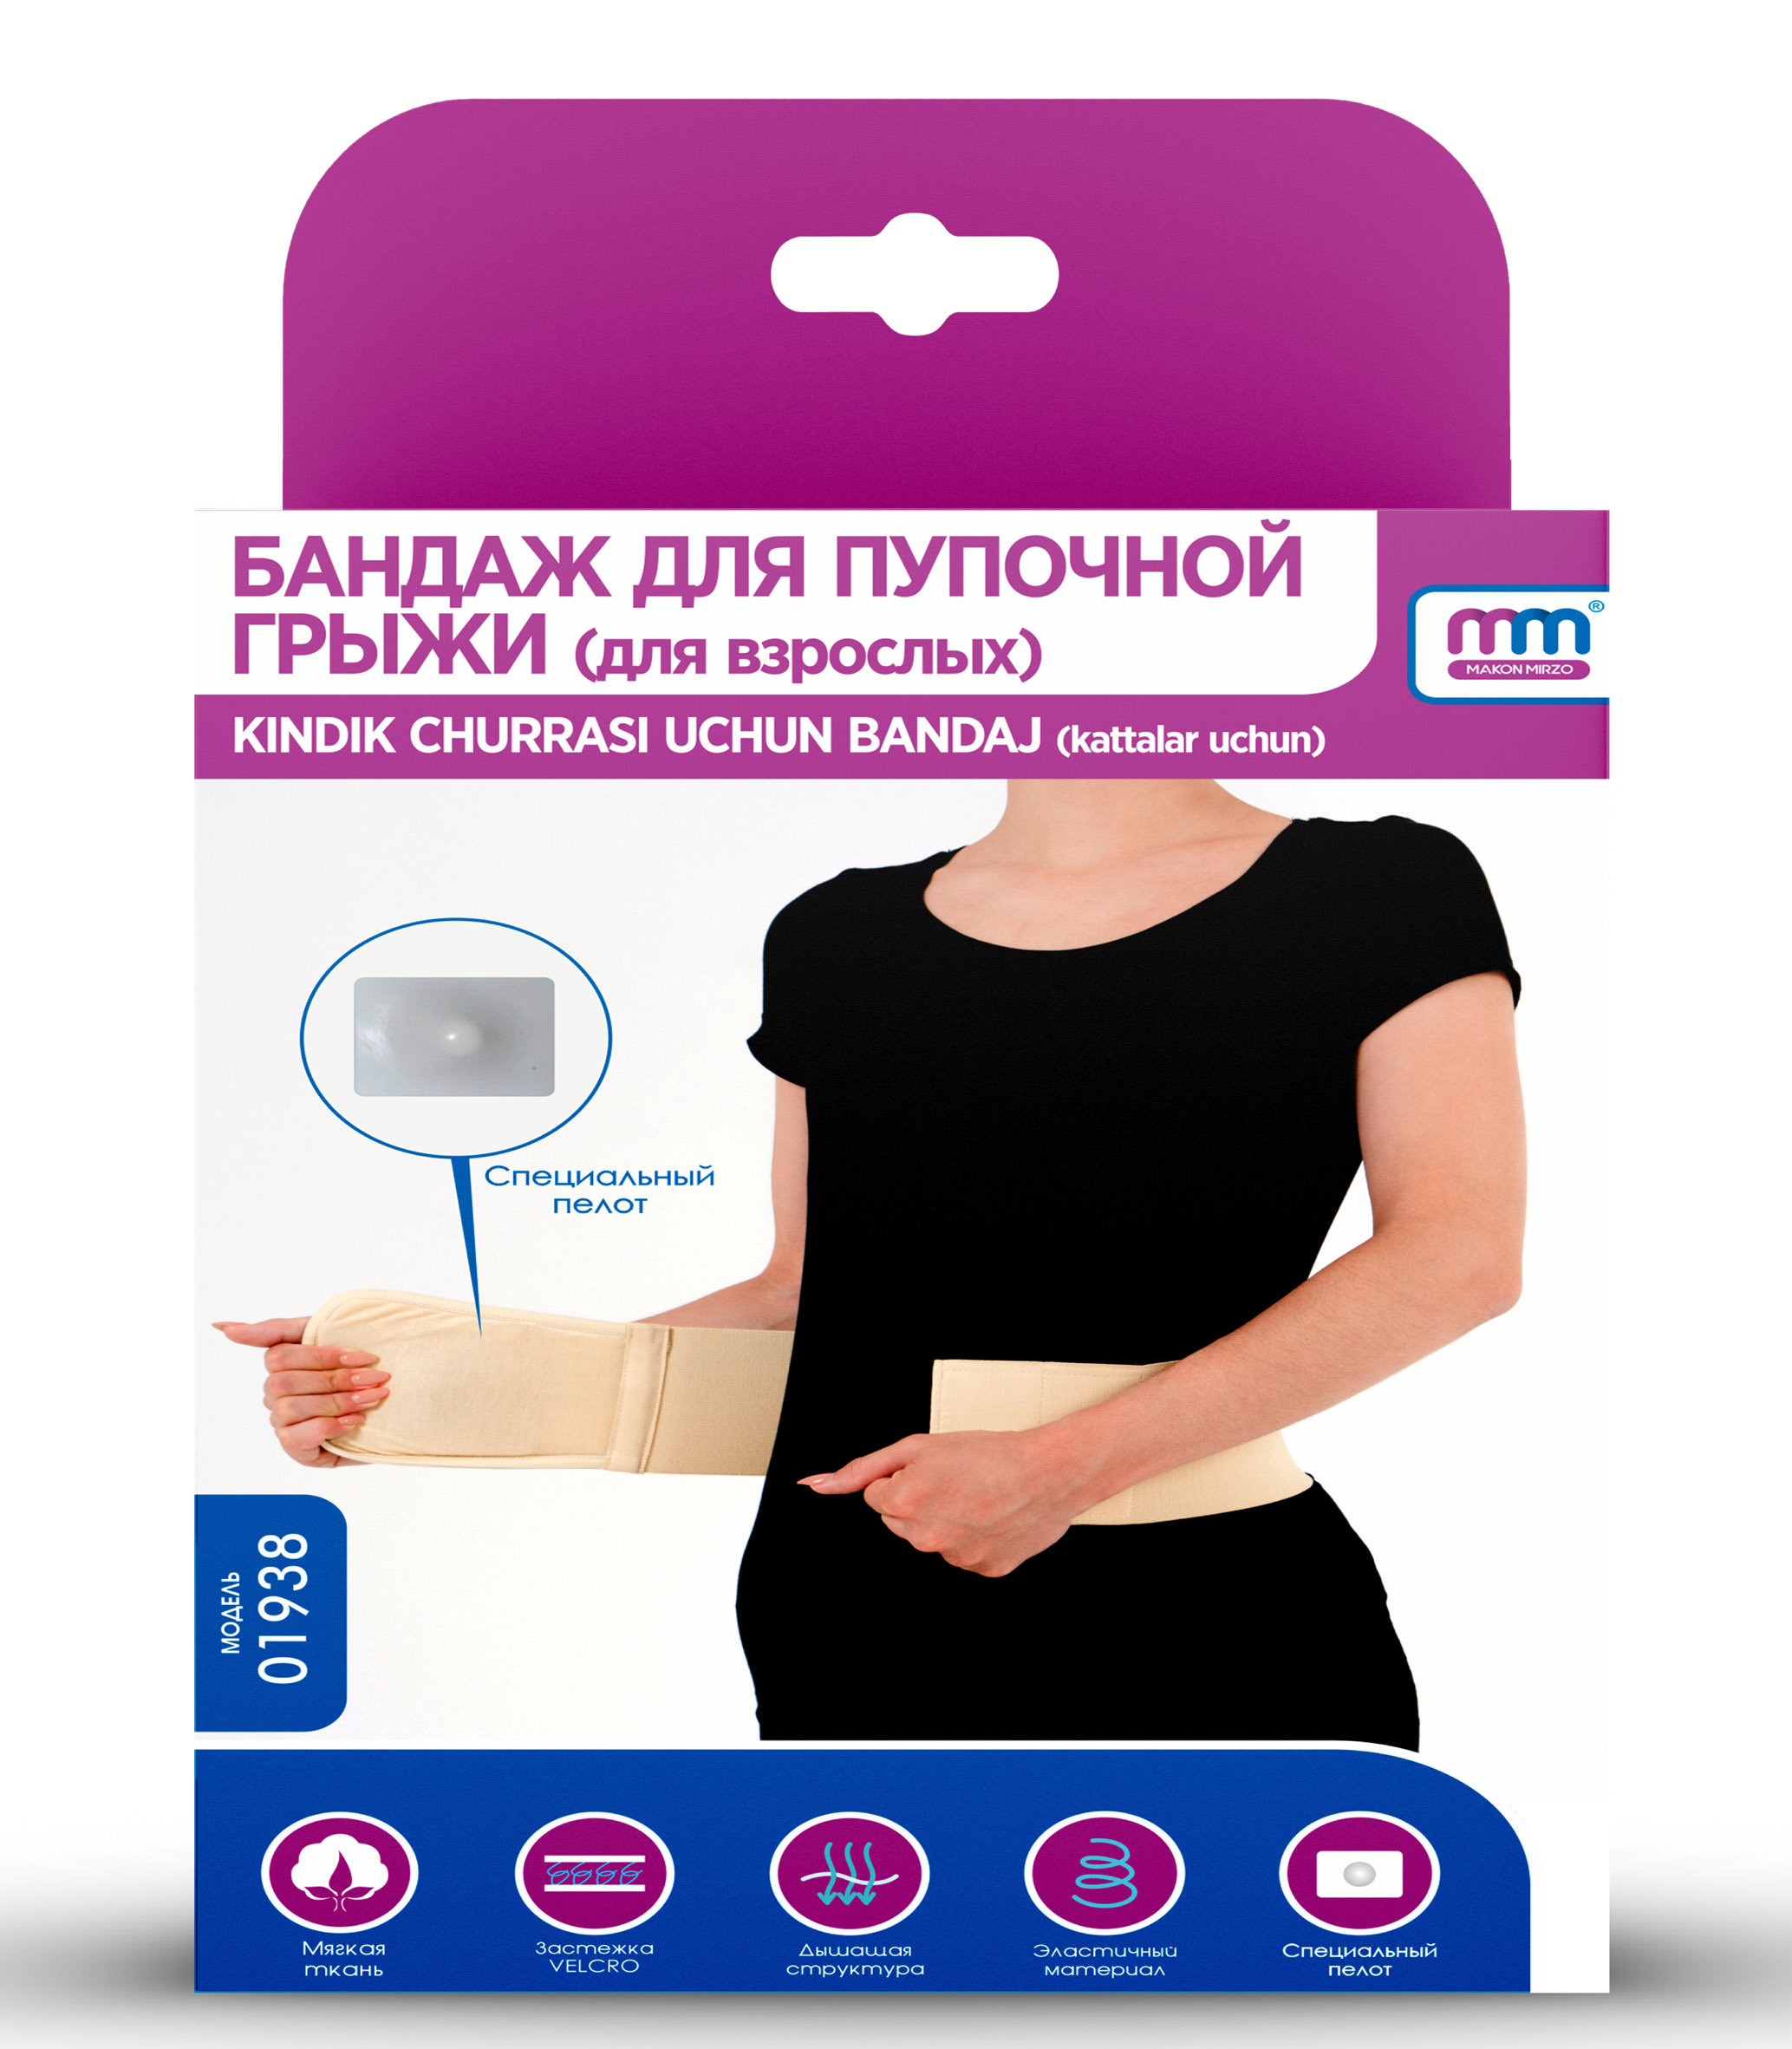 БАНДАЖ ДЛЯ ПУПОЧНОЙ
ГРЫЖИ (для взрослых)
mm®
MAKON MIRZO
KINDIK CHURRASI UCHUN BANDAJ (kattalar uchun)
Специальный
пелот
МОДЕЛЬ
01938
Мягкая
ткань
Застежка
VELCRO
Дышащая
структура
Эластичный
материал
Специальный
пелот